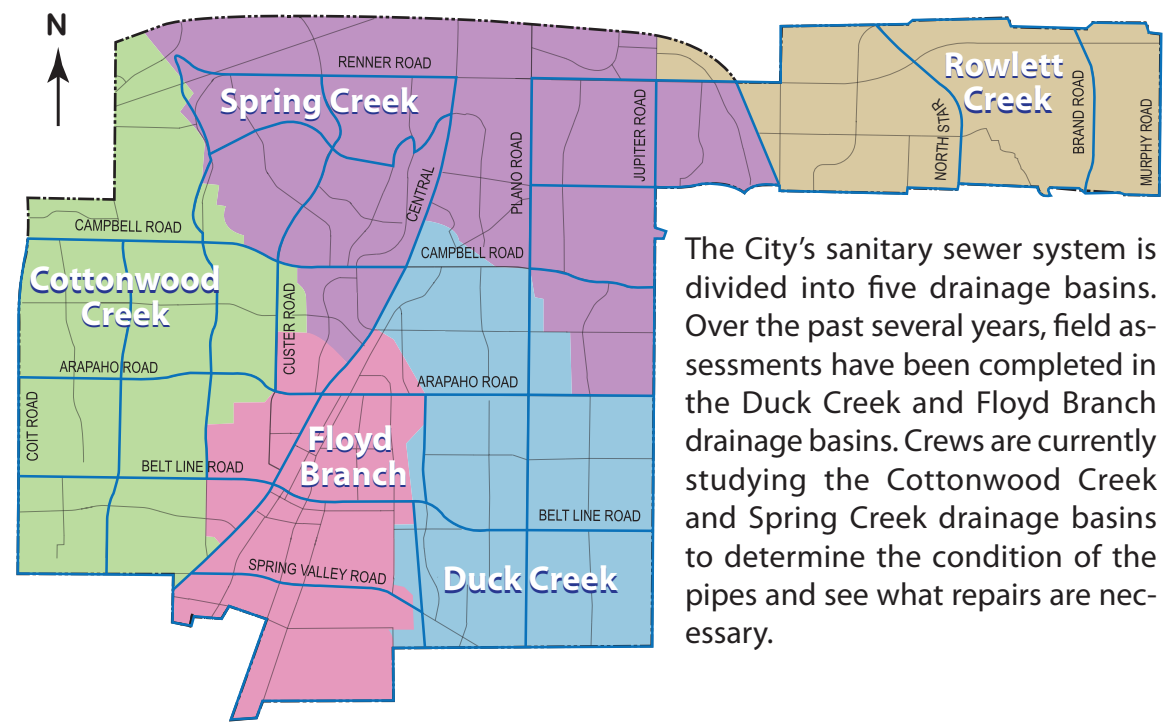 N
RENNER ROAD
Spring Creek
Rowlett
Creek
JUPITER ROAD
PLANO ROAD
NORTH STAR
BRAND ROAD
MURPHY ROAD
CENTRAL
CAMPBELL ROAD
CAMPBELL ROAD
Cottonwood
Creek
CUSTER ROAD
ARAPAHO ROAD
ARAPAHO ROAD
COIT ROAD
Floyd
Branch
BELT LINE ROAD
BELT LINE ROAD
SPRING VALLEY ROAD
Duck Creek
The City’s sanitary sewer system is
divided into five drainage basins.
Over the past several years, field as-
sessments have been completed in
the Duck Creek and Floyd Branch
drainage basins. Crews are currently
studying the Cottonwood Creek
and Spring Creek drainage basins
to determine the condition of the
pipes and see what repairs are nec-
essary.